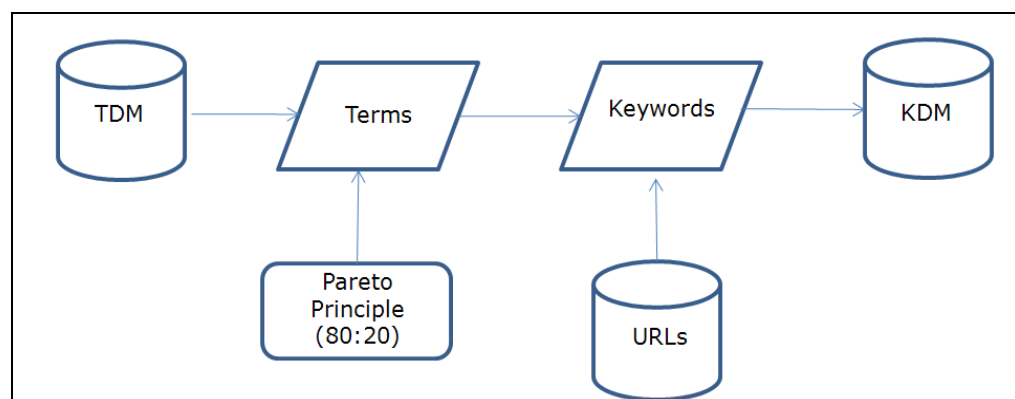 TDM
Terms
Keywords
KDM
Pareto
Principle
(80:20)
URLs